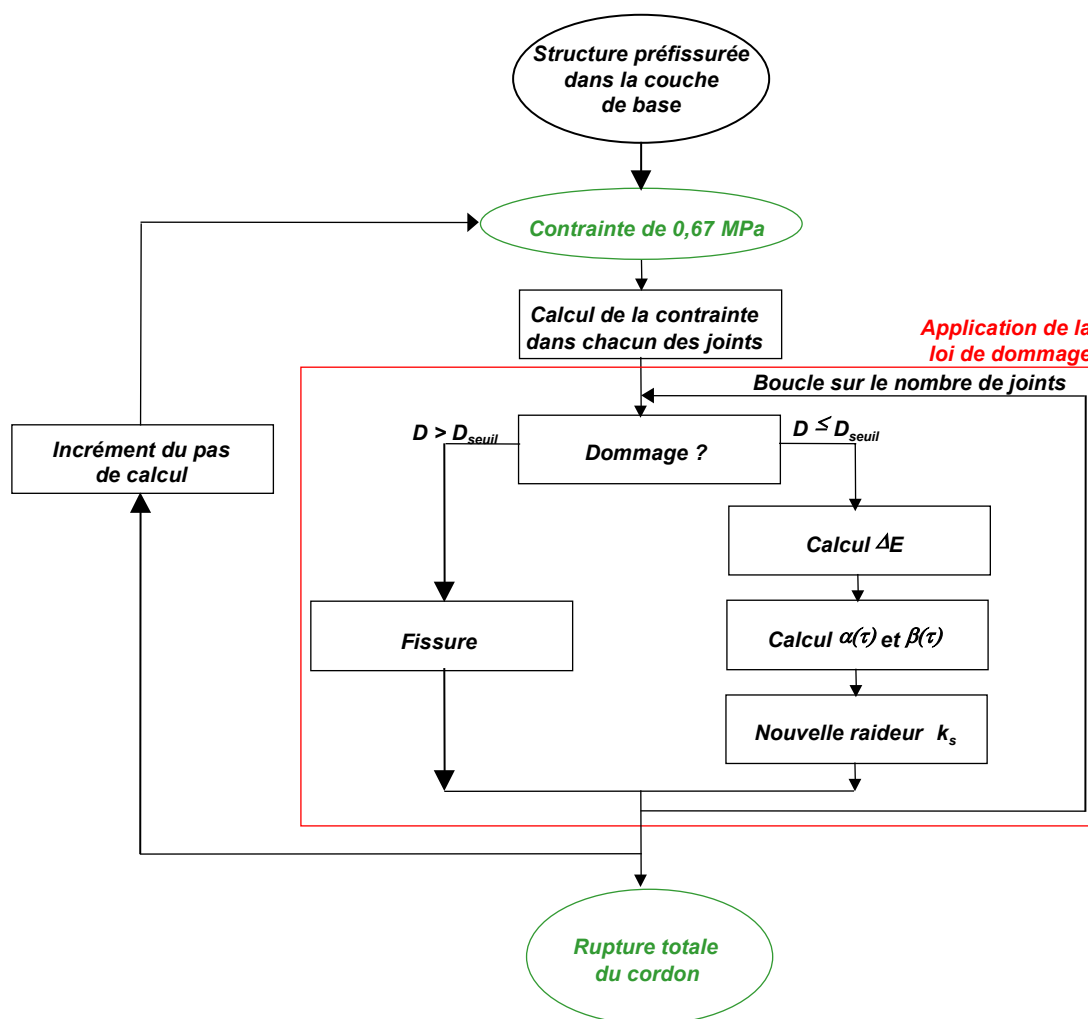 Structure préfissurée
dans la couche
de base
Contrainte de 0,67 MPa
Calcul de la contrainte
dans chacun des joints
Application de la
loi de dommage
Boucle sur le nombre de joints
D > Dseuil
Dommage ?
D ≤ Dseuil
Incrément du pas
de calcul
Calcul ΔE
Fissure
Calcul α(τ) et β(τ)
Nouvelle raideur ks
Rupture totale
du cordon